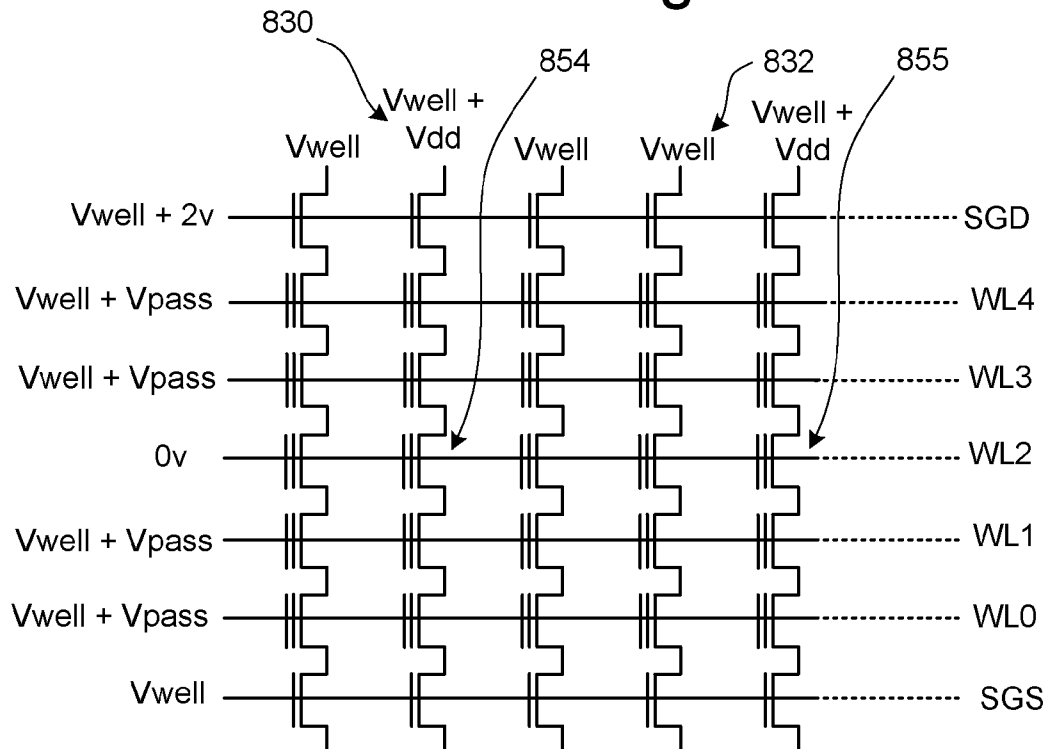 g
830
854
832
855
Vwell +
Vdd
Vwell +
Vdd
Vwell
Vwell
Vwell
Vwell + 2v
SGD
Vwell + Vpass
WL4
Vwell + Vpass
WL3
0v
WL2
Vwell + Vpass
WL1
Vwell + Vpass
WL0
Vwell
SGS